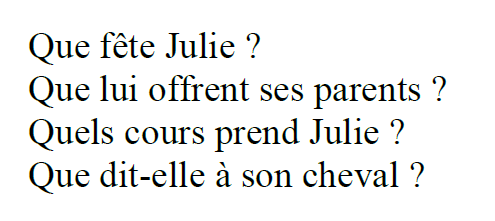 Que fête Julie ?
Que lui offrent ses parents ?
Quels cours prend Julie ?
Que dit-elle à son cheval ?